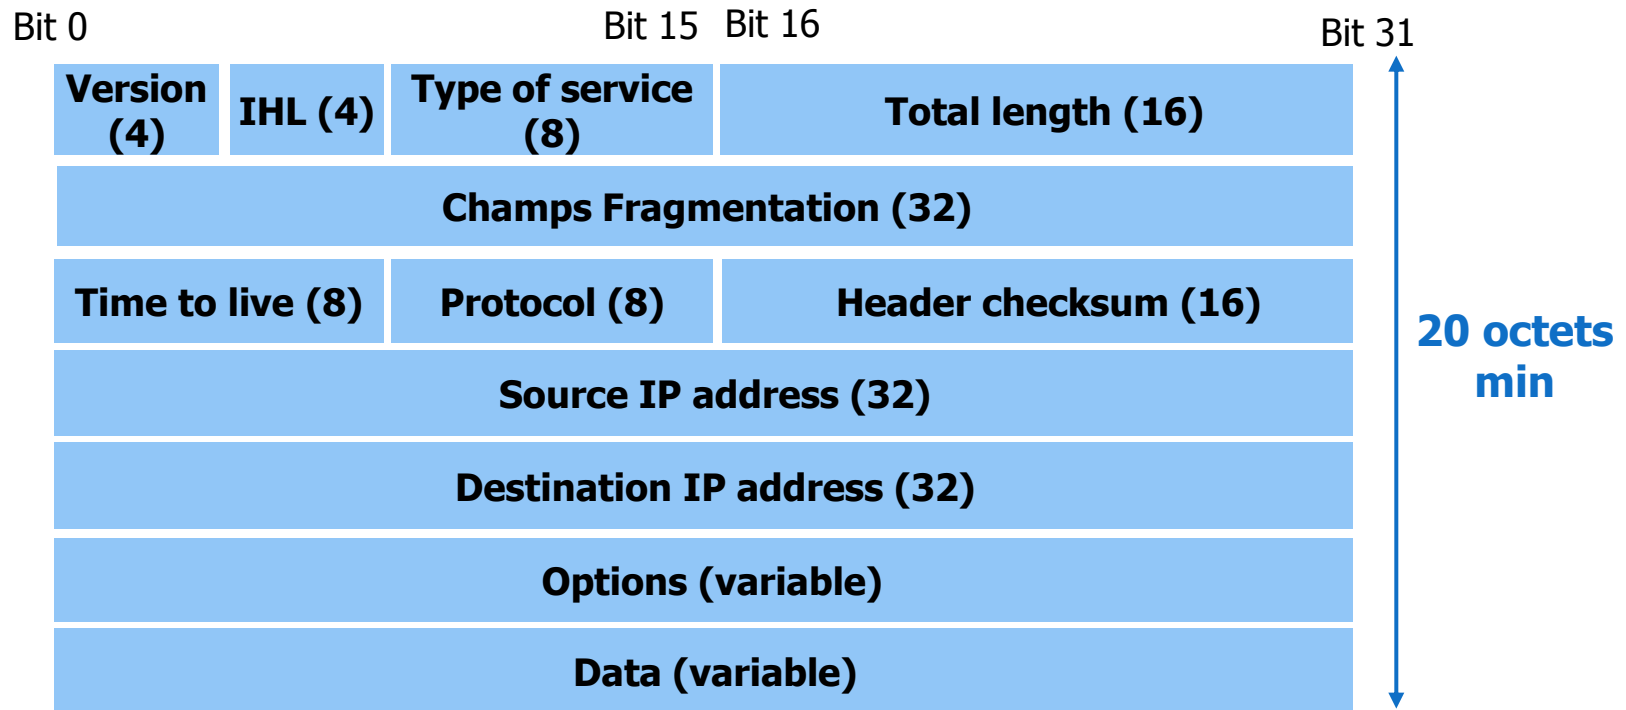 Bit 0
Bit 15
Bit 16
Bit 31
Version
(4)
IHL (4)
Type of service
(8)
Total length (16)
Champs Fragmentation (32)
Time to live (8)
Protocol (8)
Header checksum (16)
Source IP address (32)
Destination IP address (32)
Options (variable)
Data (variable)
20 octets
min